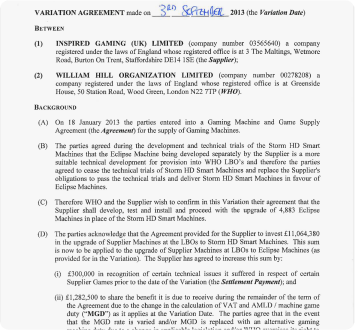 VARIATION AGREEMENT made on 3RD SEPTEMBER 2013 (the Variation Date)
BETWEEN
(1) INSPIRED GAMING (UK) LIMITED (company number 03565640) a company
registered under the laws of England whose registered office is at 3 The Maltings, Wetmore
Road, Burton On Trent, Staffordshire DE14 1SE (the Supplier);
(2) WILLIAM HILL ORGANIZATION LIMITED (company number 00278208) a
company registered under the laws of England whose registered office is at Greenside
House, 50 Station Road, Wood Green, London N22 7TP (WHO).
BACKGROUND
(A) On 18 January 2013 the parties entered into a Gaming Machine and Game Supply
Agreement (the Agreement) for the supply of Gaming Machines.
(B) The parties agreed during the development and technical trials of the Storm HD Smart
Machines that the Eclipse Machine being developed separately by the Supplier is a more
suitable technical development for provision into WHO LBO's and therefore the parties
agreed to cease the technical trials of Storm HD Smart Machines and replace the Supplier's
obligations to pass the technical trials and deliver Storm HD Smart Machines in favour of
Eclipse Machines.
(C) Therefore WHO and the Supplier wish to confirm in this Variation their agreement that the
Supplier shall develop, test and install and proceed with the upgrade of 4,883 Eclipse
Machines in place of the Storm HD Smart Machines.
(D) The parties acknowledge that the Agreement provided for the Supplier to invest £11,064,380
in the upgrade of Supplier Machines at the LBOs to Storm HD Smart Machines. This sum
is now to be applied to the upgrade of Supplier Machines at LBOs to Eclipse Machines (as
provided for in the Variation). The Supplier has agreed to increase this sum by:
(i) £300,000 in recognition of certain technical issues it suffered in respect of certain
Supplier Games prior to the date of Variation (the Settlement Payment); and
(ii) £1,282,500 to share the benefit it is due to receive during the remainder of the term of
the Agreement due to the change in the calculation of VAT and AMLD / machine game
duty ("MGD") as it applies at the Variation Date. The parties agree that in the event
that the MGD rate is varied and/or MGD is replaced with an alternative gaming